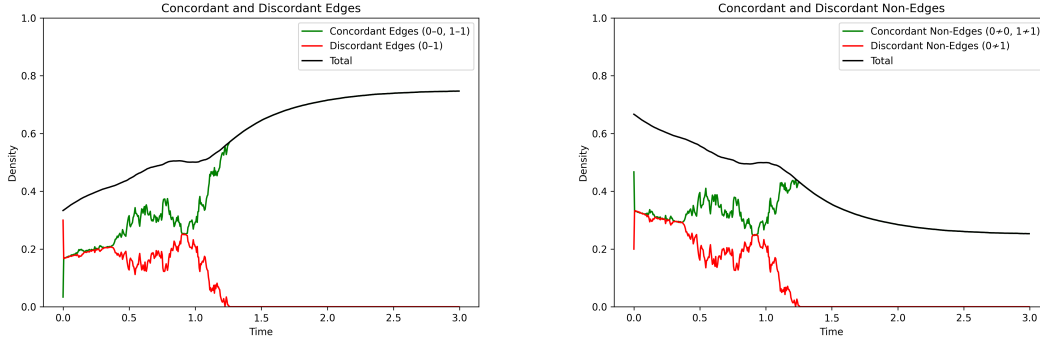 Concordant and Discordant Edges
Concordant Edges (0–0, 1–1)
Discordant Edges (0–1)
Total
1.0
0.8
0.6
0.4
0.2
0.0
Density
0.0 0.5 1.0 1.5 2.0 2.5 3.0
Time
Concordant and Discordant Non-Edges
Concordant Non-Edges (0≁0, 1≁1)
Discordant Non-Edges (0≁1)
Total
1.0
0.8
0.6
0.4
0.2
0.0
Density
0.0 0.5 1.0 1.5 2.0 2.5 3.0
Time